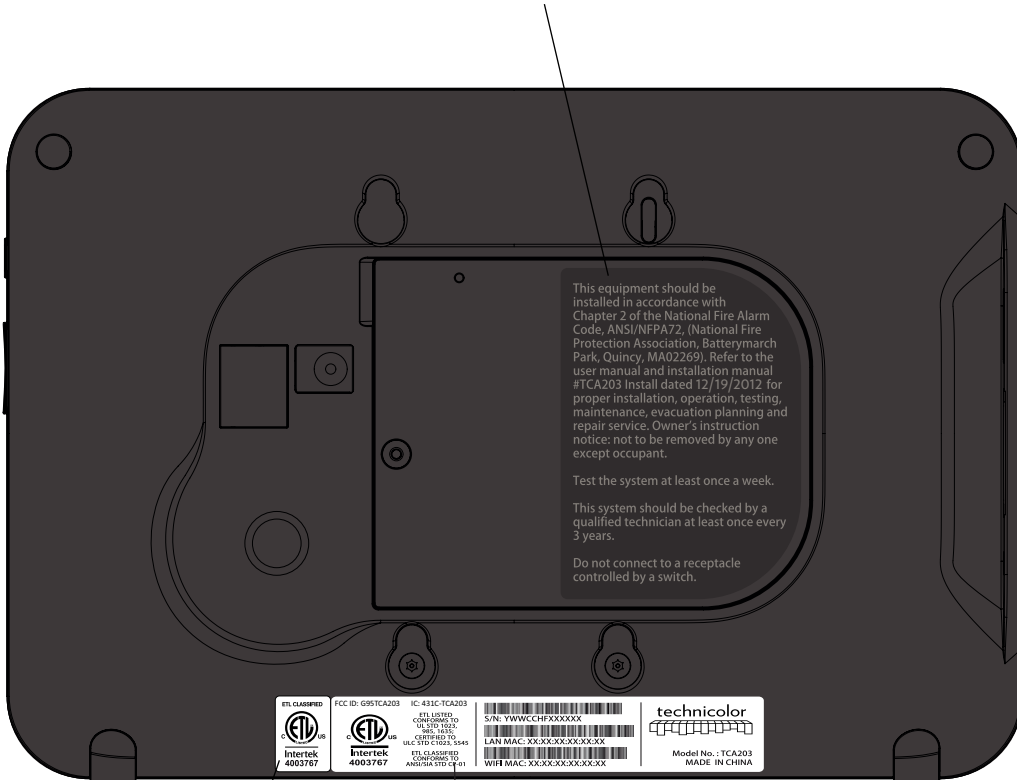 This equipment should be
installed in accordance with
Chapter 2 of the National Fire Alarm
Code, ANSI/NFPA72, (National Fire
Protection Association, Batterymarch
Park, Quincy, MA02269). Refer to the
user manual and installation manual
#TCA203 Install dated 12/19/2012 for
proper installation, operation, testing,
maintenance, evacuation planning and
repair service. Owner's instruction
notice: not to be removed by any one
except occupant.
Test the system at least once a week.
This system should be checked by a
qualified technician at least once every
3 years.
Do not connect to a receptacle
controlled by a switch.
ETL CLASSIFIED
C ETL US
Intertek
4003767
FCC ID: G95TCA203 IC: 431C-TCA203
C ETL US
Intertek
4003767
ETL LISTED
CONFORMS TO
UL STD 1023,
985, 1635;
CERTIFIED TO
ULC STD C1023, S545
ETL CLASSIFIED
CONFORMS TO
ANSI/SIA STD CP-01
S/N: YWWCCHFXXXXXX
LAN MAC: XX:XX:XX:XX:XX:XX
WIFI MAC: XX:XX:XX:XX:XX:XX
technicolor
Model No. : TCA203
MADE IN CHINA